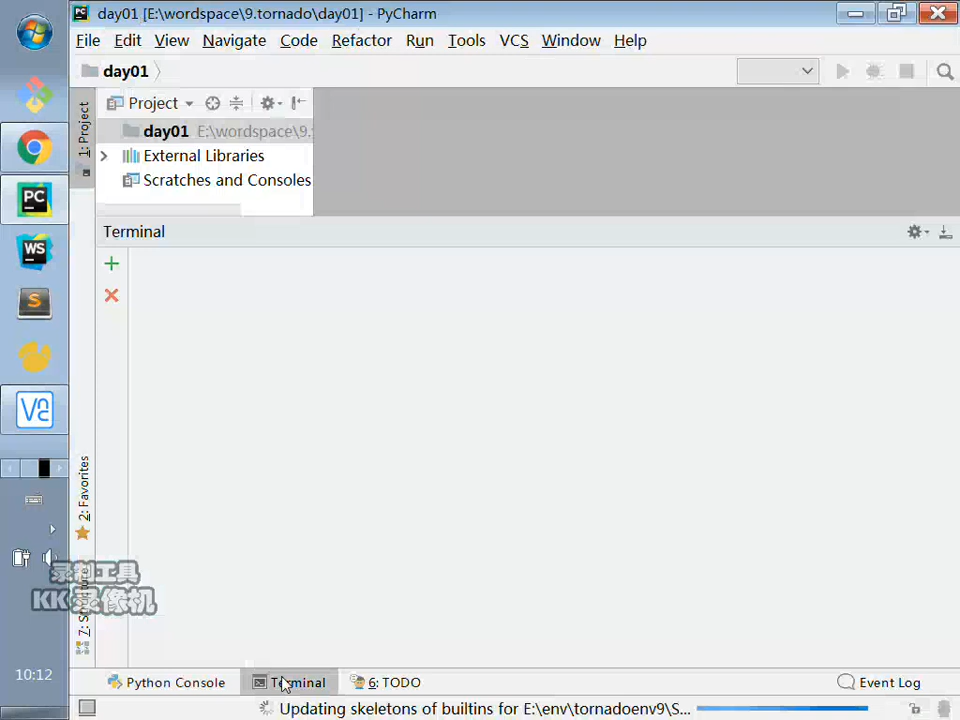 day01 [E:\wordspace\9.tornado\day01] - PyCharm
File Edit View Navigate Code Refactor Run Tools VCS Window Help
day01
1: Project
Project
day01 E:\wordspace\9.
External Libraries
Scratches and Consoles
Terminal
PC
WS
S
2: Favorites
7: Structure
录制工具
KK录像机
10:12
Python Console
Terminal
6: TODO
Event Log
Updating skeletons of builtins for E:\env\tornadoenv9\S...